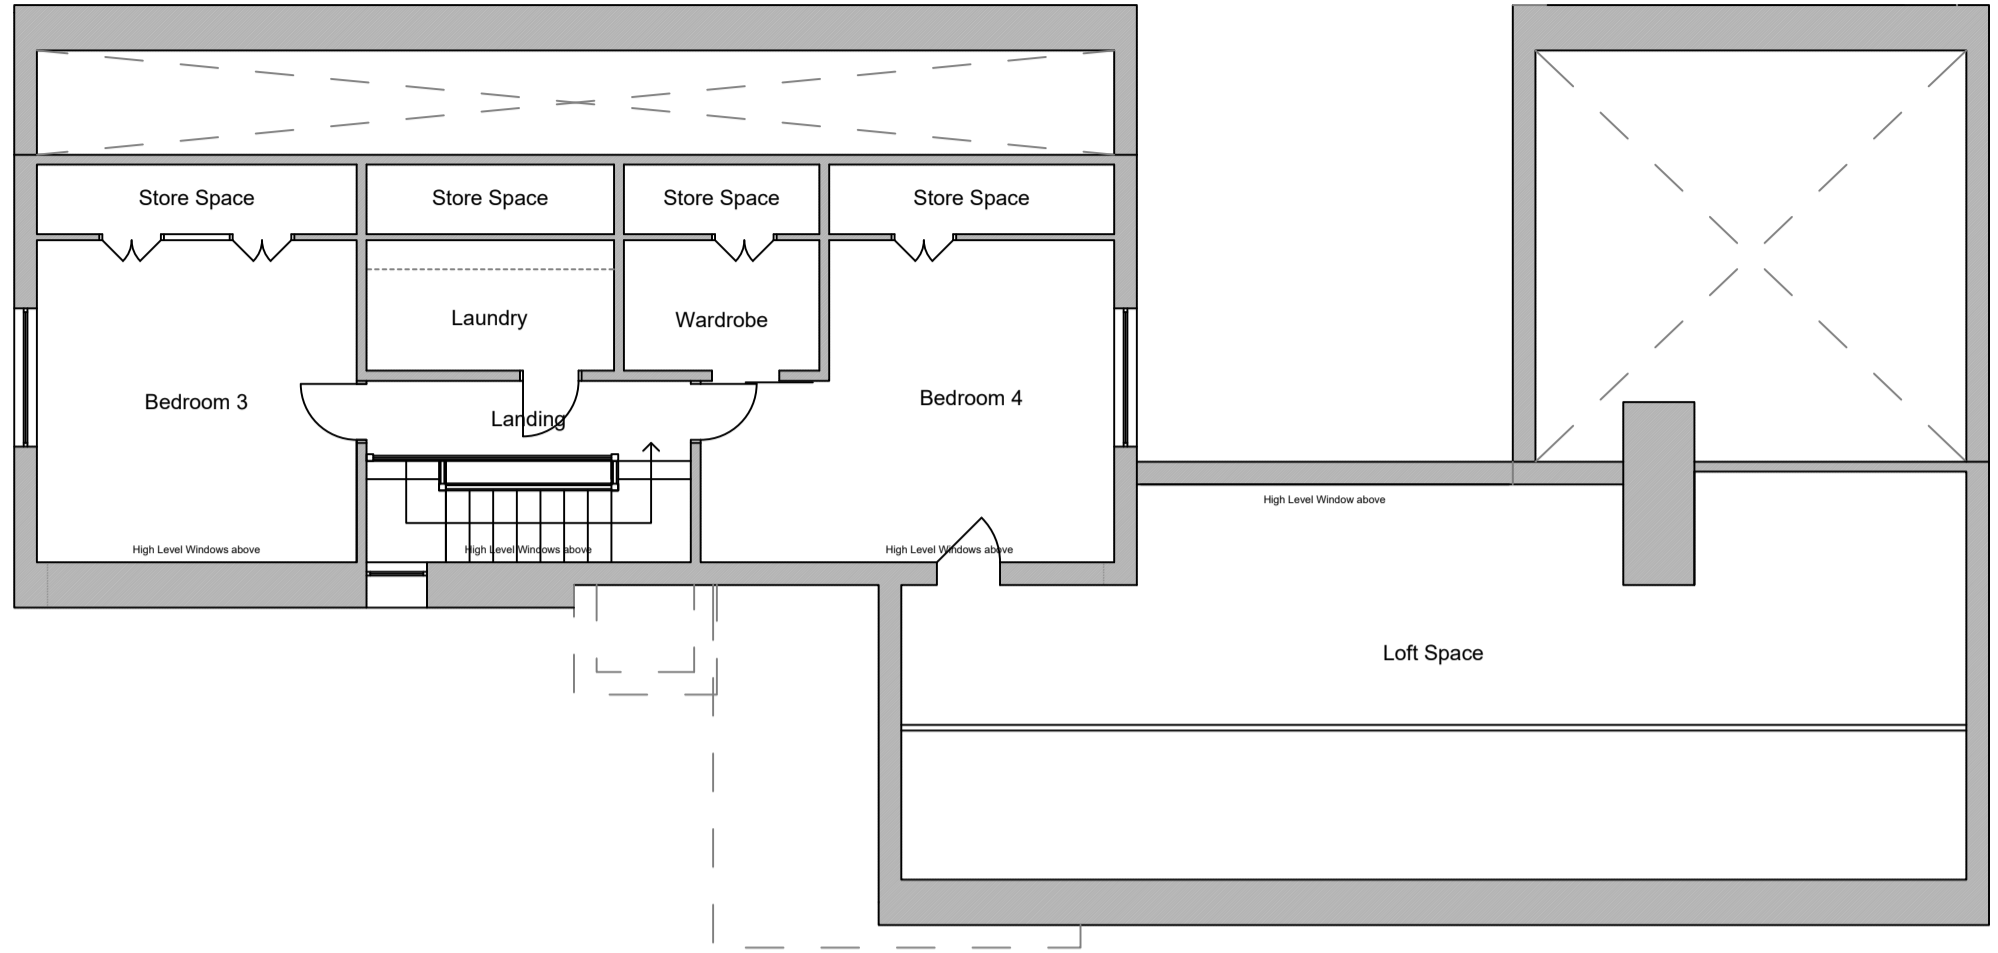 Store Space
Store Space
Store Space
Store Space
Laundry
Wardrobe
Bedroom 3
Landing
Bedroom 4
High Level Window above
High Level Windows above
High Level Windows above
High Level Windows above
Loft Space